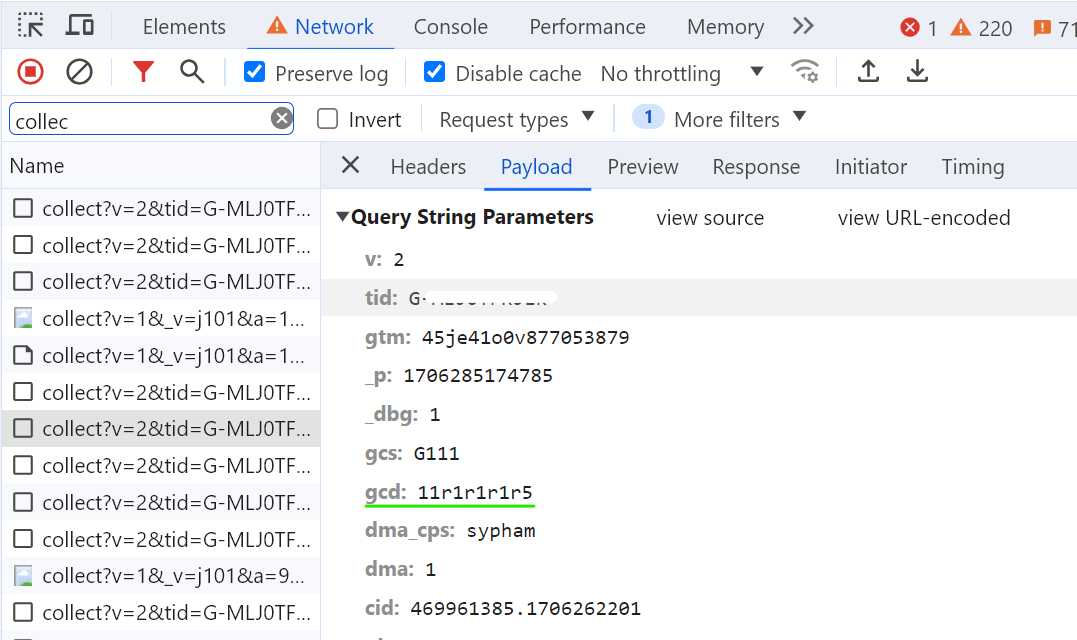 Elements Network Console Performance Memory 1 220 71
Preserve log Disable cache No throttling
collec Invert Request types 1 More filters
Name Headers Payload Preview Response Initiator Timing
Query String Parameters view source view URL-encoded
collect?v=2&tid=G-MLJ0TF...
collect?v=2&tid=G-MLJ0TF...
collect?v=2&tid=G-MLJ0TF...
collect?v=1&_v=j101&a=1...
collect?v=1&_v=j101&a=1...
collect?v=2&tid=G-MLJ0TF...
collect?v=2&tid=G-MLJ0TF...
collect?v=2&tid=G-MLJ0TF...
collect?v=2&tid=G-MLJ0TF...
collect?v=2&tid=G-MLJ0TF...
collect?v=1&_v=j101&a=9...
collect?v=2&tid=G-MLJ0TF...
v: 2
tid: G-
gtm: 45je41o0v877053879
_p: 1706285174785
_dbg: 1
gcs: G111
gcd: 11r1r1r1r5
dma_cps: sypham
dma: 1
cid: 469961385.1706262201